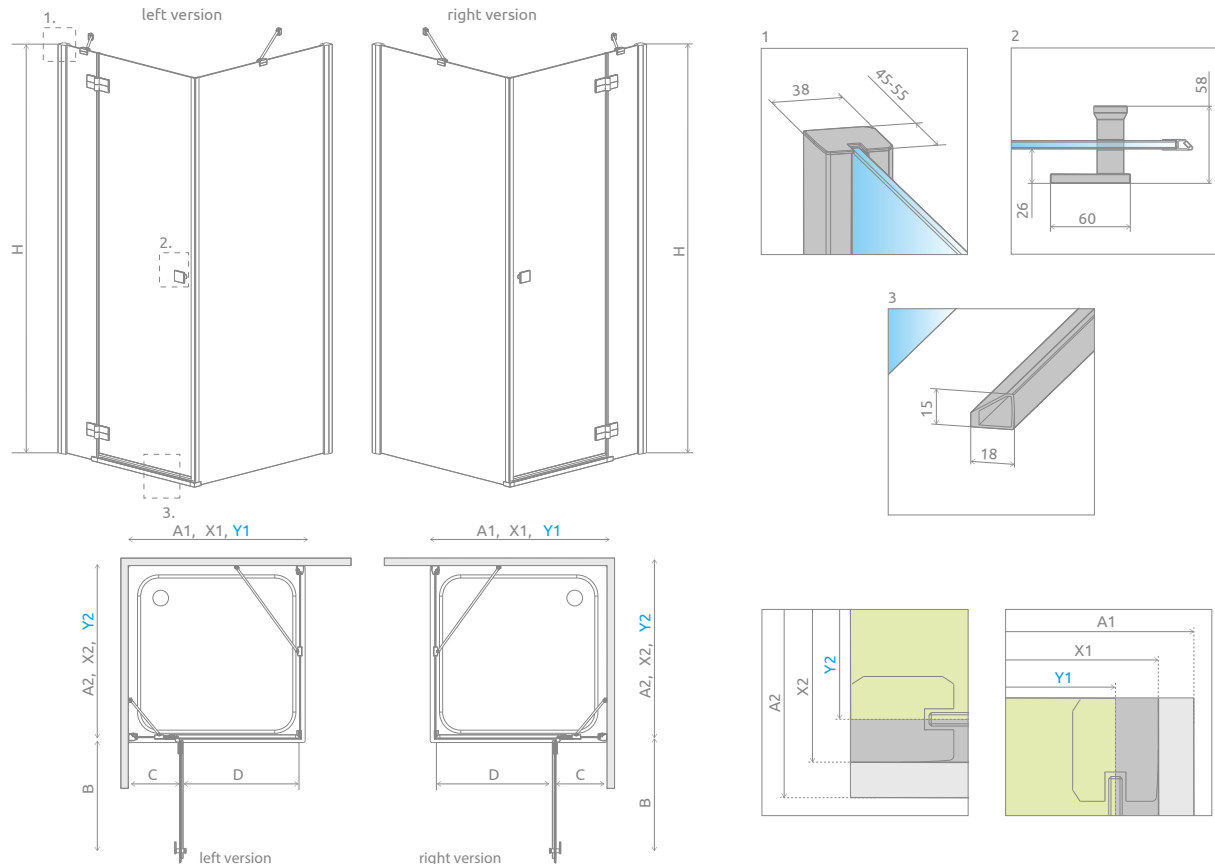 1.
left version
right version
H
2.
H
3.
1
38
45-55
2
58
26
60
3
15
18
A1, X1, Y1
A1, X1, Y1
A2, X2, Y2
A2, X2, Y2
C
D
D
C
B
B
left version
right version
A2
X2
Y2
A1
X1
Y1